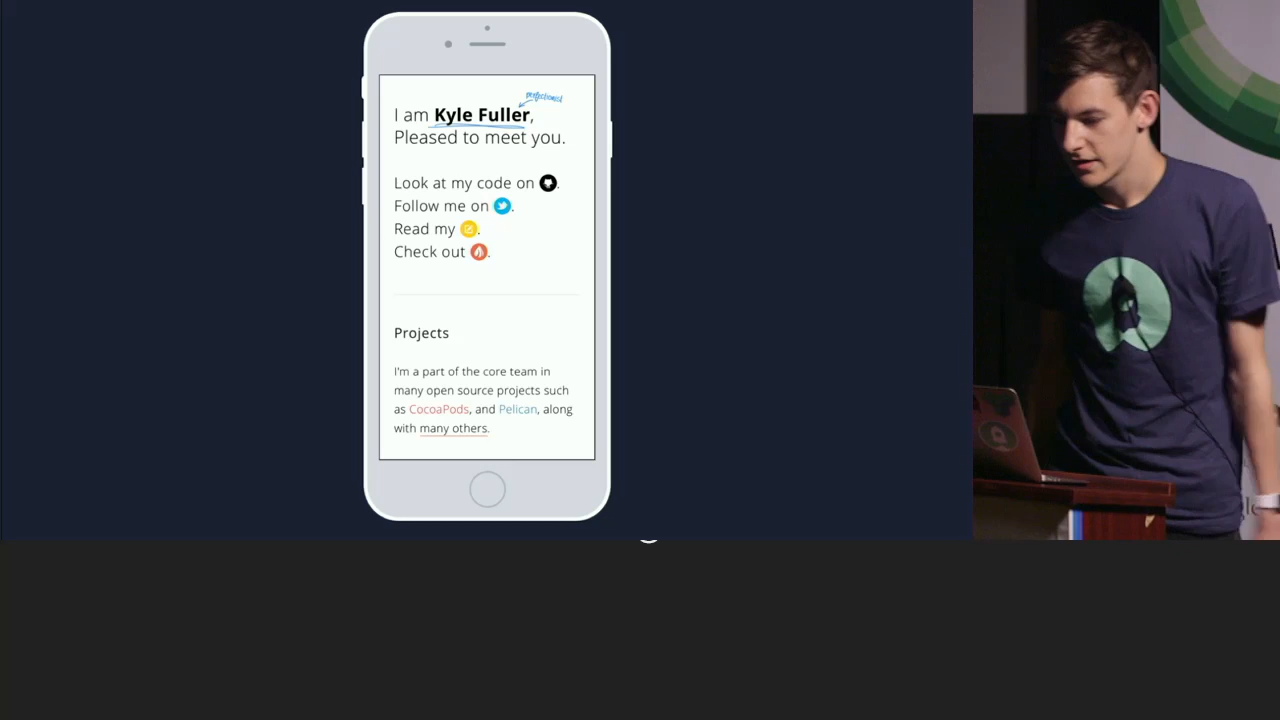 perfectionist
I am Kyle Fuller,
Pleased to meet you.
Look at my code on .
Follow me on .
Read my .
Check out .
Projects
I'm a part of the core team in
many open source projects such
as CocoaPods, and Pelican, along
with many others.